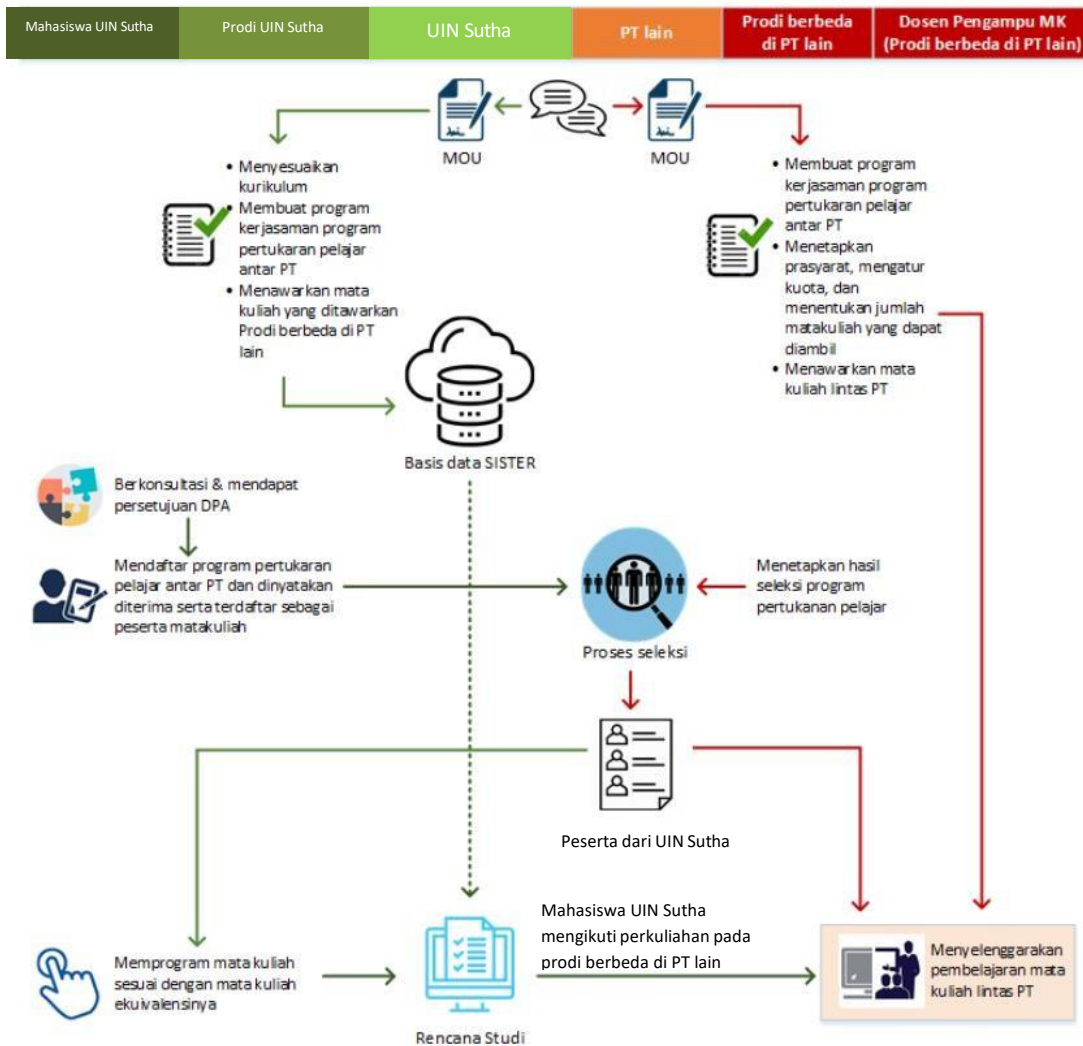 Mahasiswa UIN Sutha
Prodi UIN Sutha
UIN Sutha
PT lain
Prodi berbeda
di PT lain
Dosen Pengampu MK
(Prodi berbeda di PT lain)
MOU
MOU
• Menyesuaikan
kurikulum
• Membuat program
kerjasaman program
pertukaran pelajar
antar PT
• Menawarkan mata
kuliah yang ditawarkan
Prodi berbeda di PT
lain
• Membuat program
kerjasaman program
pertukaran pelajar
antar PT
• Menetapkan
prasyarat, mengatur
kuota, dan
menentukan jumlah
matakuliah yang dapat
diambil
• Menawarkan mata
kuliah lintas PT
Basis data SISTER
Berkonsultasi & mendapat
persetujuan DPA
Mendaftar program pertukaran
pelajar antar PT dan dinyatakan
diterima serta terdaftar sebagai
peserta matakuliah
Menetapkan hasil
seleksi program
pertukanan pelajar
Proses seleksi
Peserta dari UIN Sutha
Memprogram mata kuliah
sesuai dengan mata kuliah
ekuivalensinya
Rencana Studi
Mahasiswa UIN Sutha
mengikuti perkuliahan pada
prodi berbeda di PT lain
Menyelenggarakan
pembelajaran mata
kuliah lintas PT